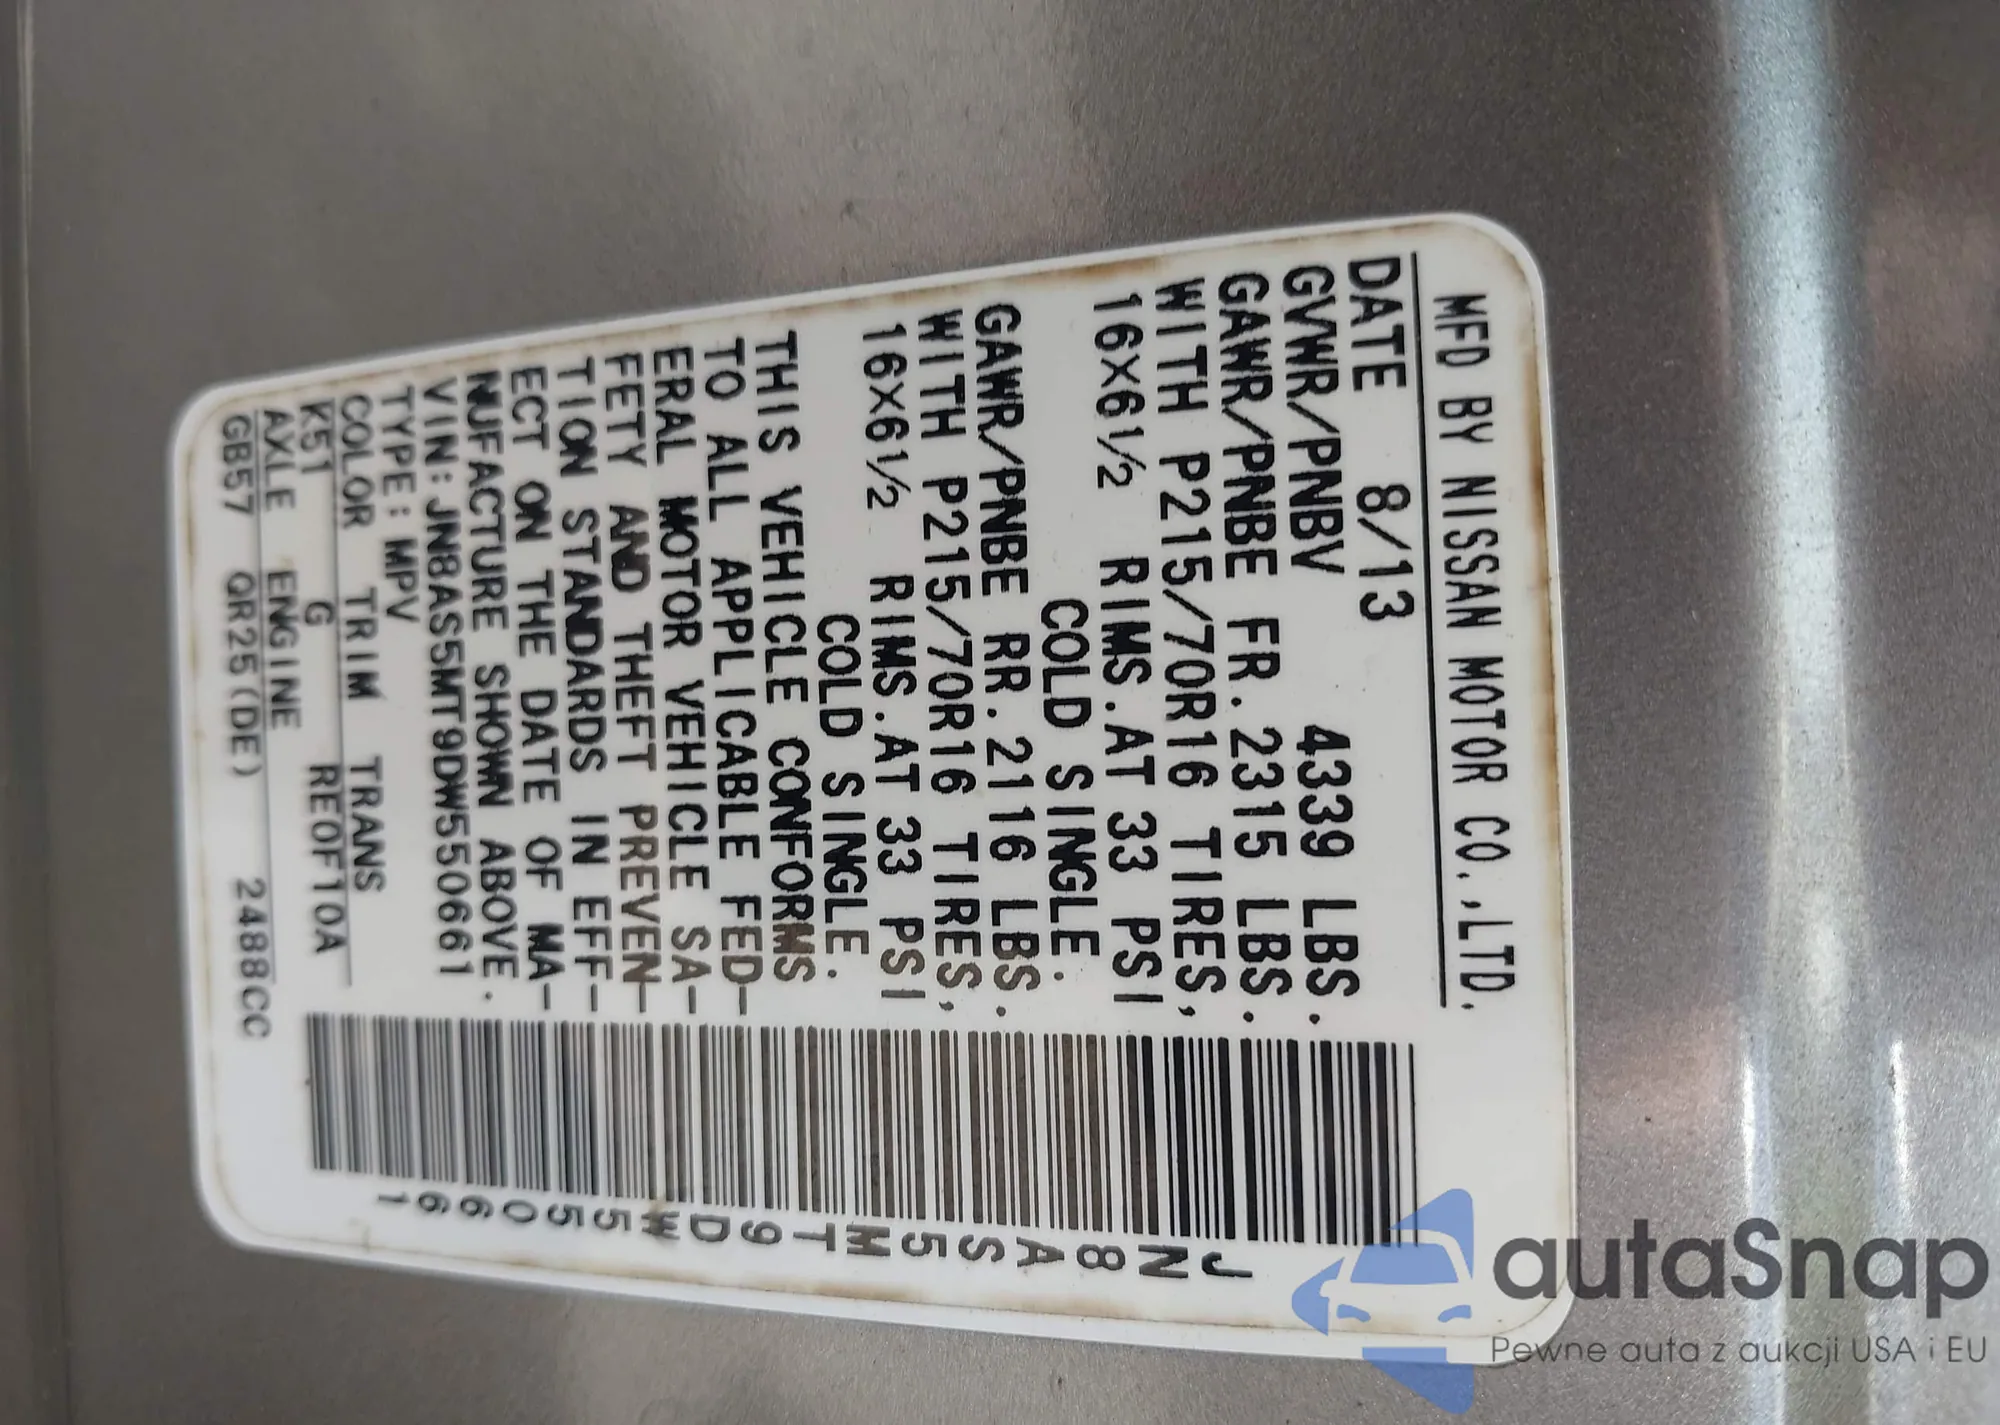 MFD BY NISSAN MOTOR CO.,LTD.
DATE 8/13
GVWR/PNBV 4339 LBS.
GAWR/PNBE FR. 2315 LBS.
WITH P215/70R16 TIRES,
16X6½ RIMS.AT 33 PSI
COLD SINGLE.
GAWR/PNBE RR. 2116 LBS.
WITH P215/70R16 TIRES,
16X6½ RIMS.AT 33 PSI
COLD SINGLE.
THIS VEHICLE CONFORMS
TO ALL APPLICABLE FED-
ERAL MOTOR VEHICLE SA-
FETY AND THEFT PREVEN-
TION STANDARDS IN EFF-
ECT ON THE DATE OF MA-
NUFACTURE SHOWN ABOVE.
VIN:JN8AS5MT9DW550661
TYPE:MPV
COLOR TRIM TRANS
K51 G RE0F10A
AXLE ENGINE
GB57 QR25(DE) 2488CC
JN8AS5MT9DW550661
autaSnap
Pewne auta z aukcji USA i EU